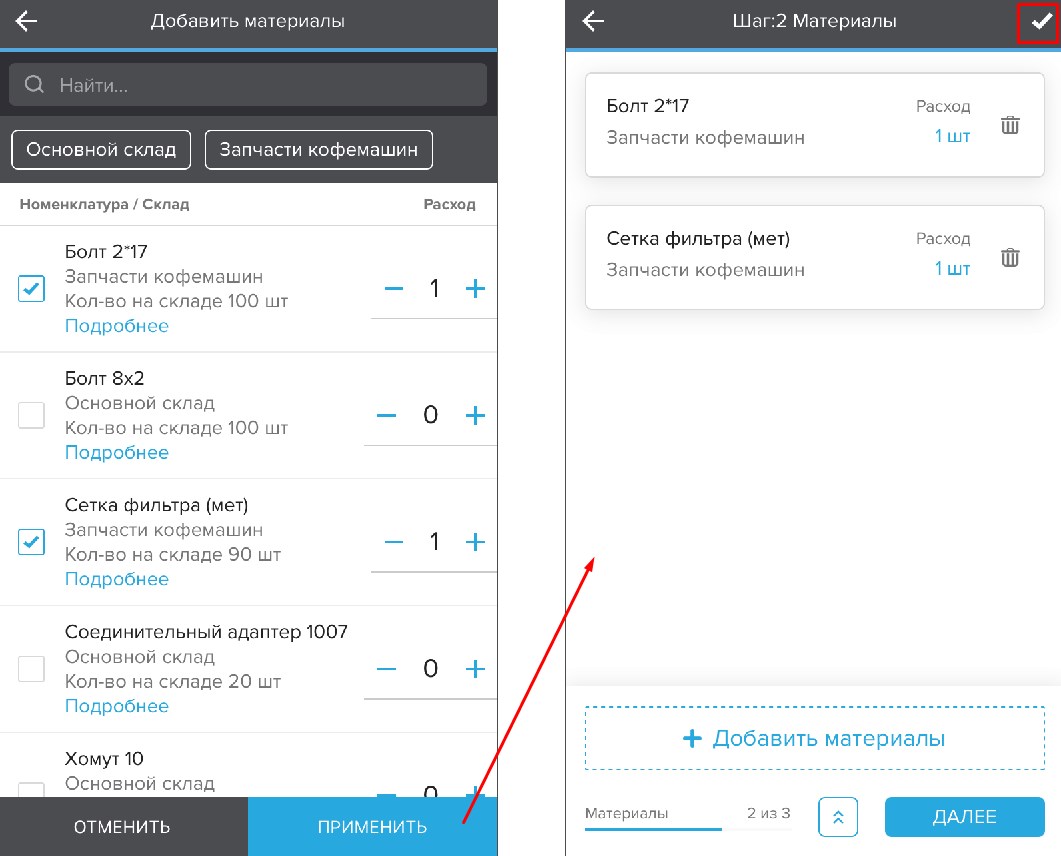 Добавить материалы
Найти...
Основной склад
Запчасти кофемашин
Номенклатура / Склад
Расход
Болт 2*17
Запчасти кофемашин
Кол-во на складе 100 шт
Подробнее
1
Болт 8х2
Основной склад
Кол-во на складе 100 шт
Подробнее
0
Сетка фильтра (мет)
Запчасти кофемашин
Кол-во на складе 90 шт
Подробнее
1
Соединительный адаптер 1007
Основной склад
Кол-во на складе 20 шт
Подробнее
0
Хомут 10
Основной склад
0
ОТМЕНИТЬ
ПРИМЕНИТЬ
Шаг:2 Материалы
Болт 2*17
Запчасти кофемашин
Расход
1 шт
Сетка фильтра (мет)
Запчасти кофемашин
Расход
1 шт
+ Добавить материалы
Материалы
2 из 3
ДАЛЕЕ